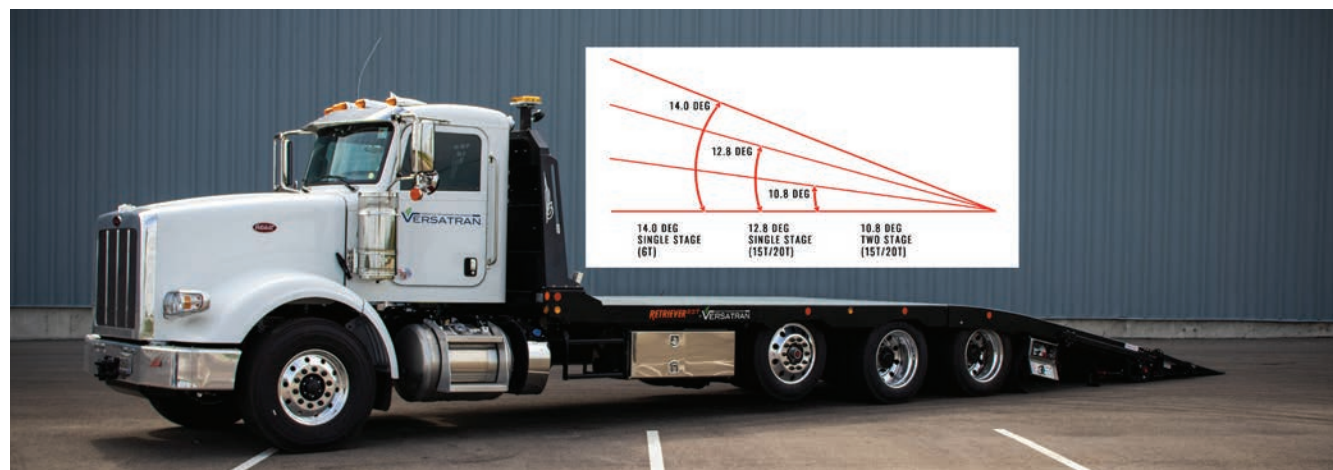 14.0 DEG
12.8 DEG
10.8 DEG
14.0 DEG
SINGLE STAGE
(6T)
12.8 DEG
SINGLE STAGE
(15T/20T)
10.8 DEG
TWO STAGE
(15T/20T)
VERSATRAN
RETRIEVER VERSATRAN